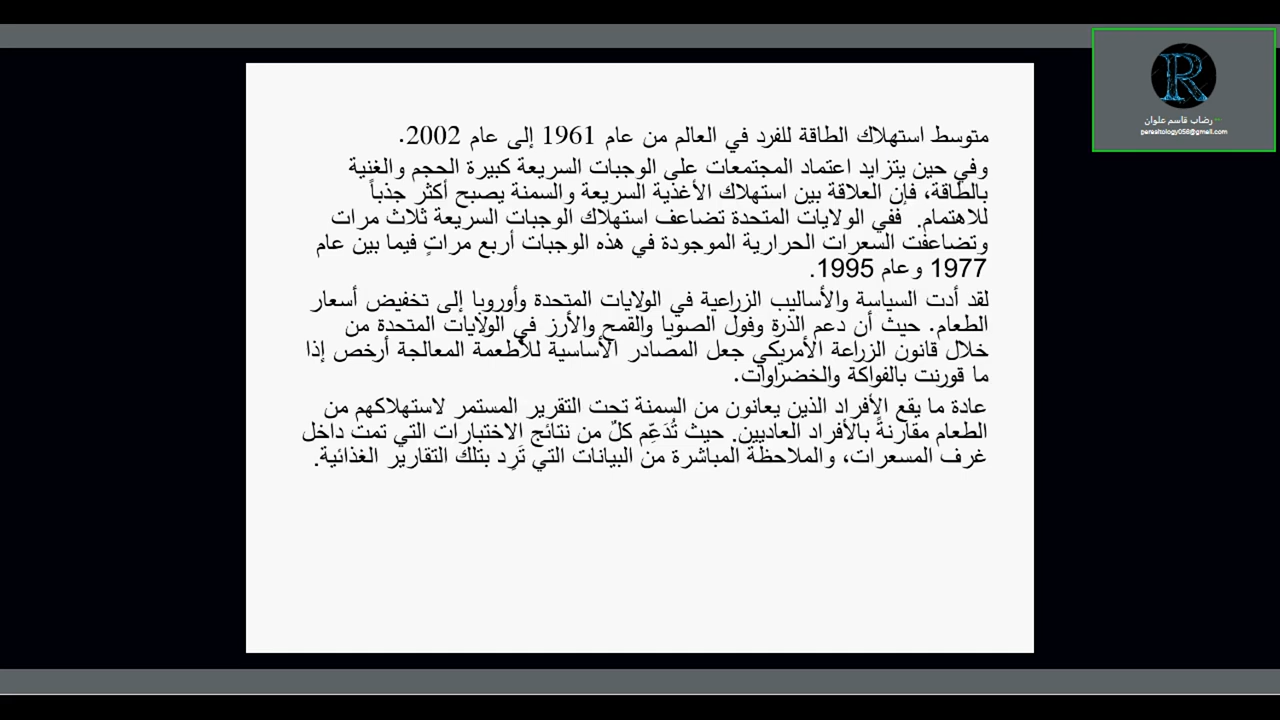 متوسط استهلاك الطاقة للفرد في العالم من عام 1961 إلى عام 2002.
وفي حين يتزايد اعتماد المجتمعات على الوجبات السريعة كبيرة الحجم والغنية
بالطاقة، فإن العلاقة بين استهلاك الأغذية السريعة والسمنة يصبح أكثر جذباً
للاهتمام. ففي الولايات المتحدة تضاعف استهلاك الوجبات السريعة ثلاث مرات
وتضاعفت السعرات الحرارية الموجودة في هذه الوجبات أربع مراتٍ فيما بين عام
1977 وعام 1995.
لقد أدت السياسة والأساليب الزراعية في الولايات المتحدة وأوروبا إلى تخفيض أسعار
الطعام. حيث أن دعم الذرة وفول الصويا والقمح والأرز في الولايات المتحدة من
خلال قانون الزراعة الأمريكي جعل المصادر الأساسية للأطعمة المعالجة أرخص إذا
ما قورنت بالفواكة والخضراوات.
عادة ما يقع الأفراد الذين يعانون من السمنة تحت التقرير المستمر لاستهلاكهم من
الطعام مقارنةً بالأفراد العاديين. حيث تُدَعِّم كلٌ من نتائج الاختبارات التي تمت داخل
غرف المسعرات، والملاحظة المباشرة من البيانات التي تَرِد بتلك التقارير الغذائية.
R
رضاب قاسم علوان